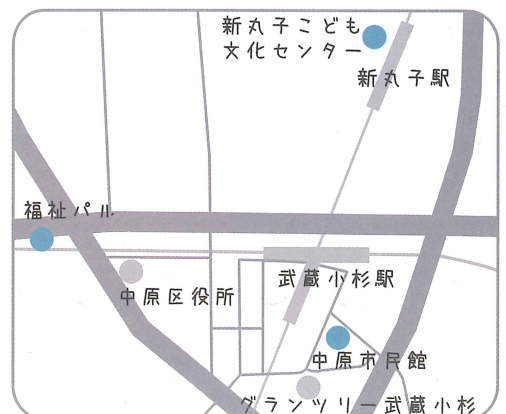 新丸子こども
文化センター
新丸子駅
福祉パル
武蔵小杉駅
中原区役所
中原市民館
グランツリー武蔵小杉